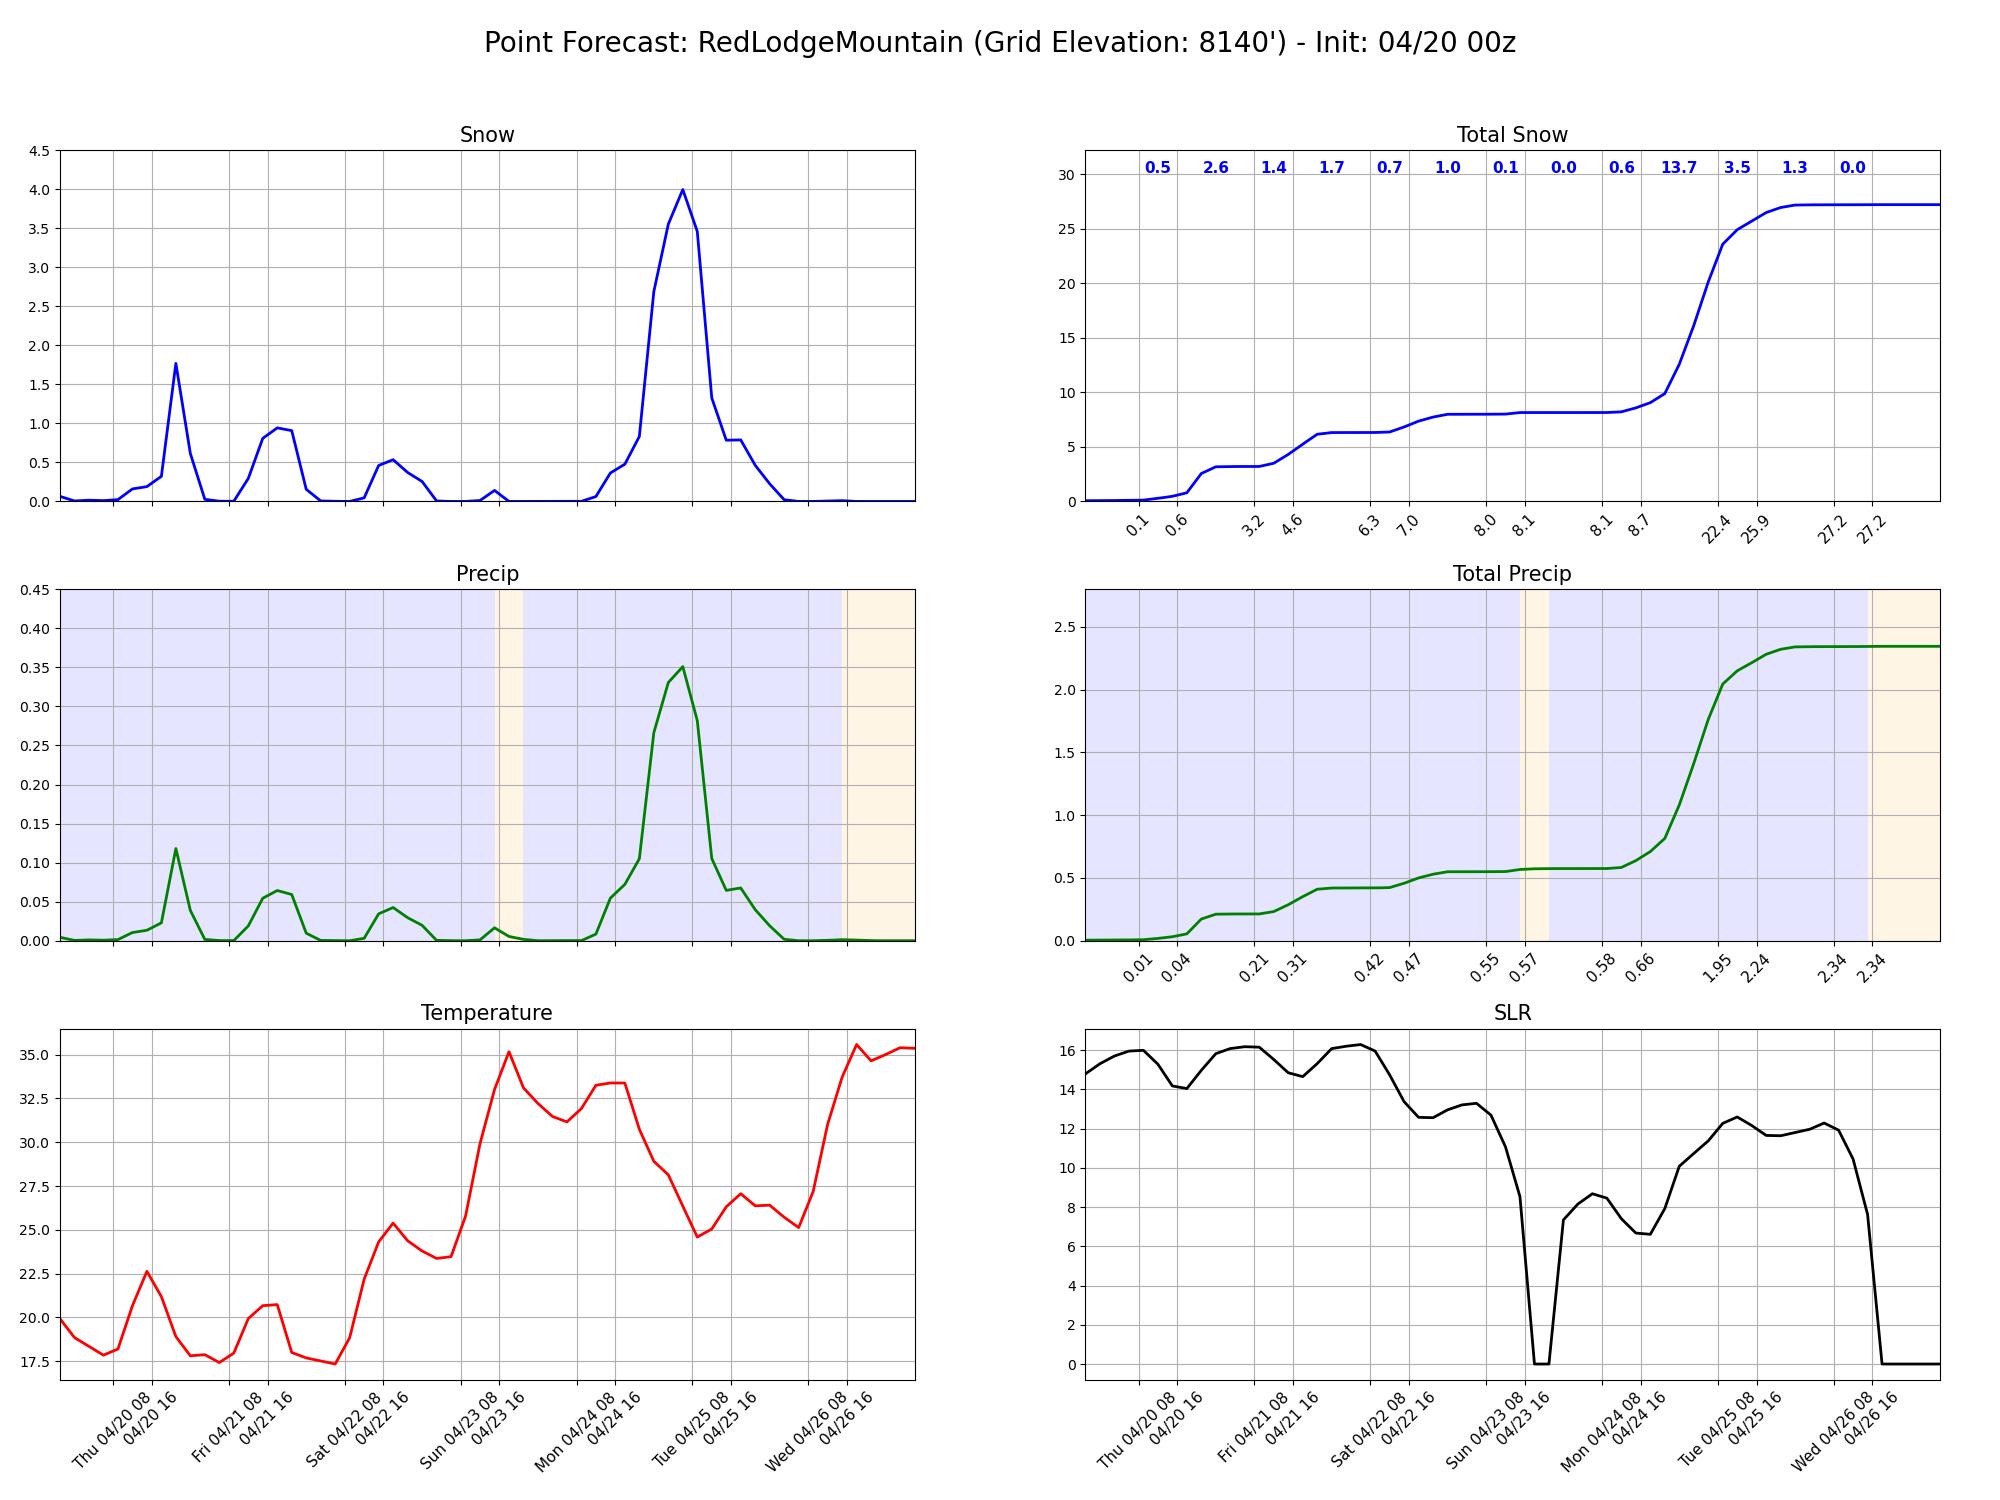 Point Forecast: RedLodgeMountain (Grid Elevation: 8140') - Init: 04/20 00z
Snow
4.5
4.0
3.5
3.0
2.5
2.0
1.5
1.0
0.5
0.0
Total Snow
0.5 2.6 1.4 1.7 0.7 1.0 0.1 0.0 0.6 13.7 3.5 1.3 0.0
30
25
20
15
10
5
0
0.1 0.6 3.2 4.6 6.3 7.0 8.0 8.1 8.1 8.7 22.4 25.9 27.2 27.2
Precip
0.45
0.40
0.35
0.30
0.25
0.20
0.15
0.10
0.05
0.00
Total Precip
2.5
2.0
1.5
1.0
0.5
0.0
0.01 0.04 0.21 0.31 0.42 0.47 0.55 0.57 0.58 0.66 1.95 2.24 2.34 2.34
Temperature
35.0
32.5
30.0
27.5
25.0
22.5
20.0
17.5
Thu 04/20 08
04/20 16
Fri 04/21 08
04/21 16
Sat 04/22 08
04/22 16
Sun 04/23 08
04/23 16
Mon 04/24 08
04/24 16
Tue 04/25 08
04/25 16
Wed 04/26 08
04/26 16
SLR
16
14
12
10
8
6
4
2
0
Thu 04/20 08
04/20 16
Fri 04/21 08
04/21 16
Sat 04/22 08
04/22 16
Sun 04/23 08
04/23 16
Mon 04/24 08
04/24 16
Tue 04/25 08
04/25 16
Wed 04/26 08
04/26 16